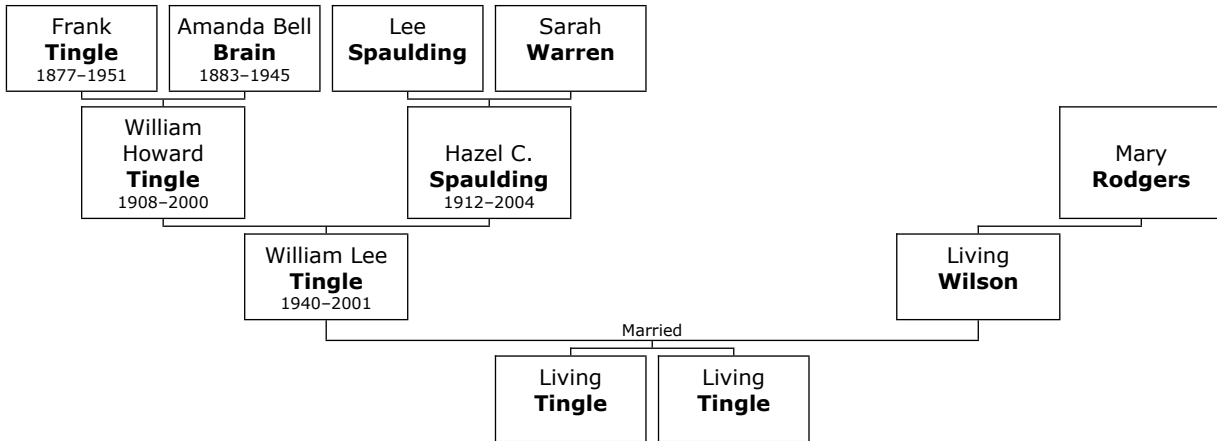 Frank
Tingle
1877–1951
Amanda Bell
Brain
1883–1945
Lee
Spaulding
Sarah
Warren
William
Howard
Tingle
1908–2000
Hazel C.
Spaulding
1912–2004
Mary
Rodgers
William Lee
Tingle
1940–2001
Living
Wilson
Married
Living
Tingle
Living
Tingle